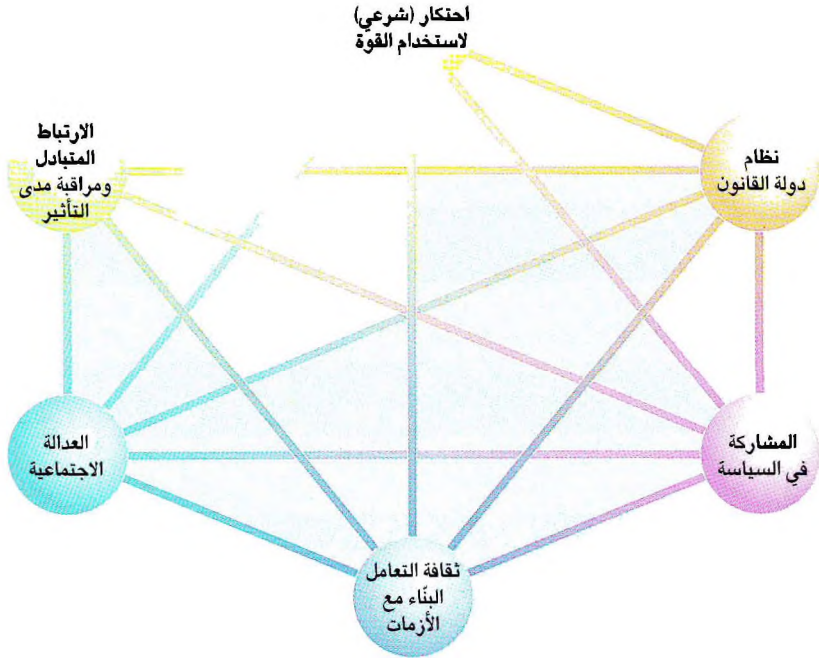 احتكار (شرعي)
لاستخدام القوة
نظام
دولة القانون
الارتباط
المتبادل
ومراقبة مدى
التأثير
المشاركة
في السياسة
العدالة
الاجتماعية
ثقافة التعامل
البنّاء مع
الأزمات